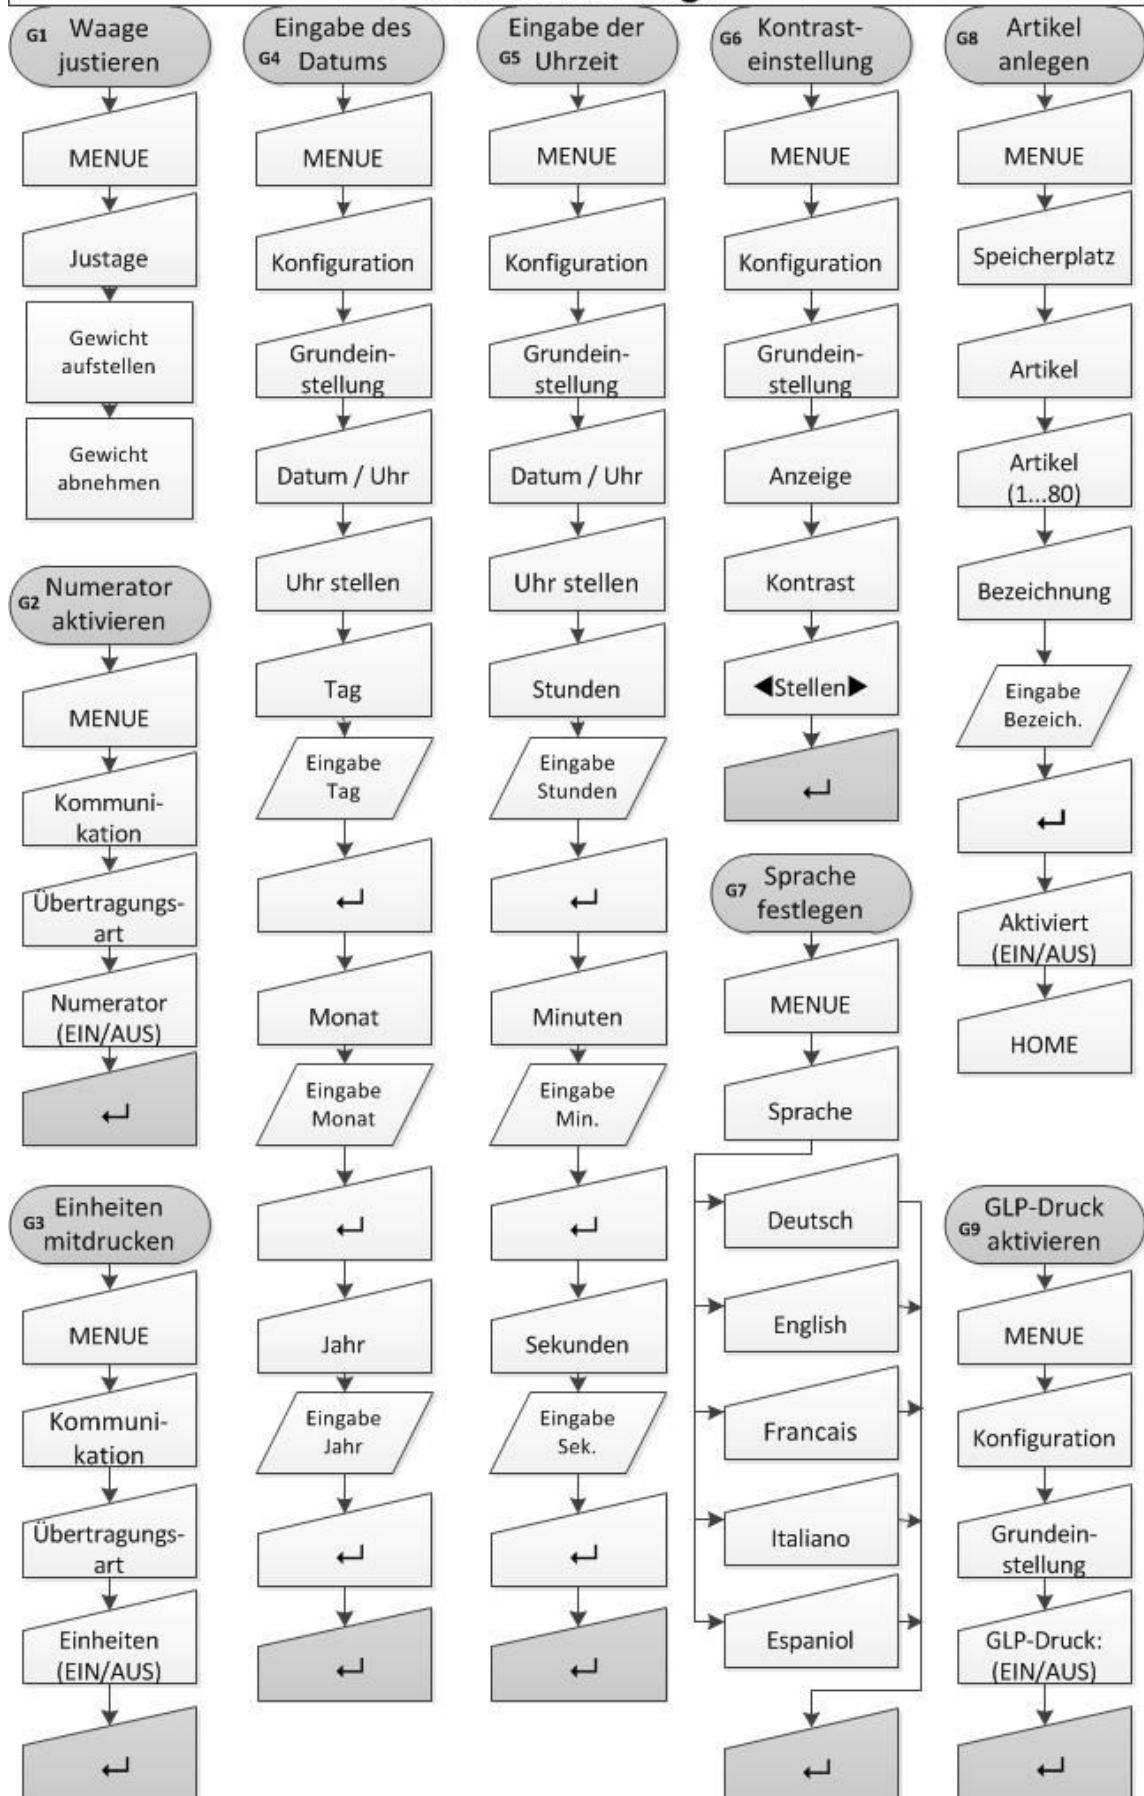 G1 Waage
justieren
MENUE
Justage
Gewicht
aufstellen
Gewicht
abnehmen
G2 Numerator
aktivieren
MENUE
Kommuni-
kation
Übertragungs-
art
Numerator
(EIN/AUS)
↵
G3 Einheiten
mitdrucken
MENUE
Kommuni-
kation
Übertragungs-
art
Einheiten
(EIN/AUS)
↵
Eingabe des
G4 Datums
MENUE
Konfiguration
Grundein-
stellung
Datum / Uhr
Uhr stellen
Tag
Eingabe
Tag
↵
Monat
Eingabe
Monat
↵
Jahr
Eingabe
Jahr
↵
↵
Eingabe der
G5 Uhrzeit
MENUE
Konfiguration
Grundein-
stellung
Datum / Uhr
Uhr stellen
Stunden
Eingabe
Stunden
↵
Minuten
Eingabe
Min.
↵
Sekunden
Eingabe
Sek.
↵
↵
G6 Kontrast-
einstellung
MENUE
Konfiguration
Grundein-
stellung
Anzeige
Kontrast
◀Stellen▶
↵
G7 Sprache
festlegen
MENUE
Sprache
Deutsch
English
Francais
Italiano
Espaniol
↵
G8 Artikel
anlegen
MENUE
Speicherplatz
Artikel
Artikel
(1...80)
Bezeichnung
Eingabe
Bezeich.
↵
Aktiviert
(EIN/AUS)
HOME
GLP-Druck
G9 aktivieren
MENUE
Konfiguration
Grundein-
stellung
GLP-Druck:
(EIN/AUS)
↵